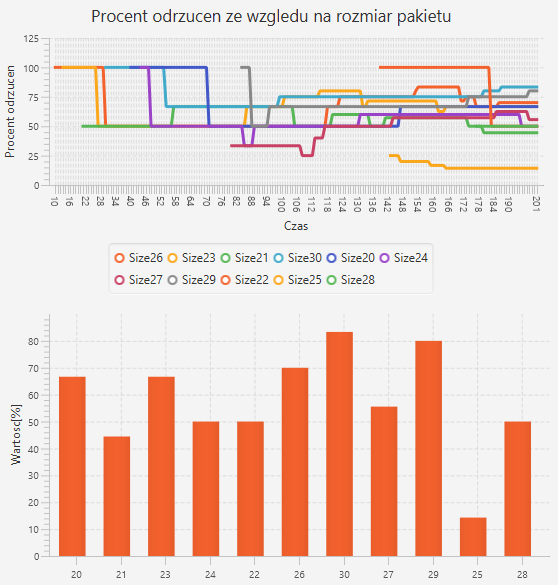 Procent odrzucen ze wzgledu na rozmiar pakietu
125
100
75
50
25
0
Procent odrzucen
10 16 22 28 34 40 46 52 58 64 70 76 82 88 94 100 106 112 118 124 130 136 142 148 154 160 166 172 178 184 190 201
Czas
Size26 Size23 Size21 Size30 Size20 Size24
Size27 Size29 Size22 Size25 Size28
80
70
60
50
40
30
20
10
0
Wartosc[%]
20 21 23 24 22 26 30 27 29 25 28